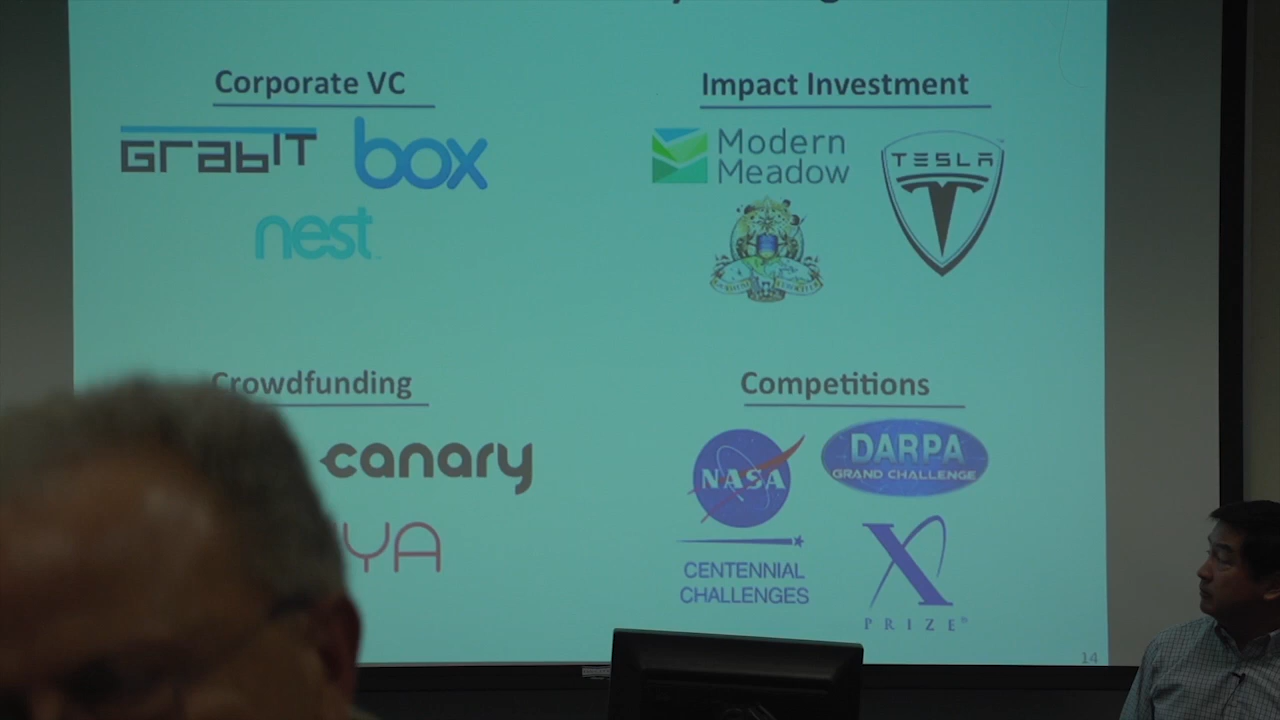 Corporate VC
GrabIT
box
nest
Impact Investment
Modern
Meadow
TESLA
Crowdfunding
canary
YA
Competitions
NASA
CENTENNIAL
CHALLENGES
DARPA
GRAND CHALLENGE
X
PRIZE
14